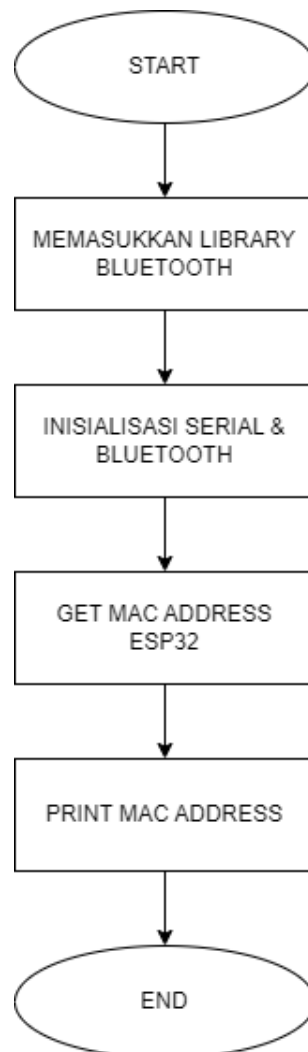 START
MEMASUKKAN LIBRARY
BLUETOOTH
INISIALISASI SERIAL &
BLUETOOTH
GET MAC ADDRESS
ESP32
PRINT MAC ADDRESS
END